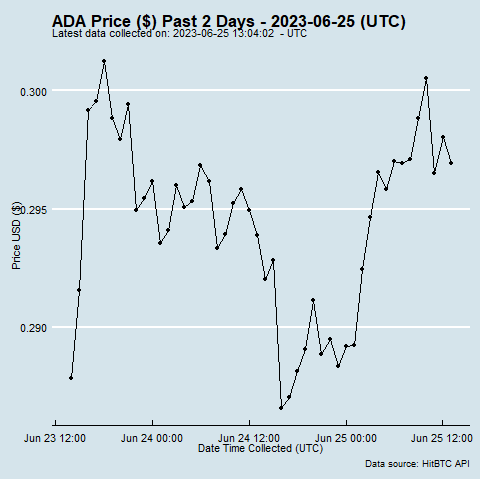 ADA Price ($) Past 2 Days - 2023-06-25 (UTC)
Latest data collected on: 2023-06-25 13:04:02 - UTC
0.300
0.295
0.290
Price USD ($)
Jun 23 12:00
Jun 24 00:00
Jun 24 12:00
Jun 25 00:00
Jun 25 12:00
Date Time Collected (UTC)
Data source: HitBTC API